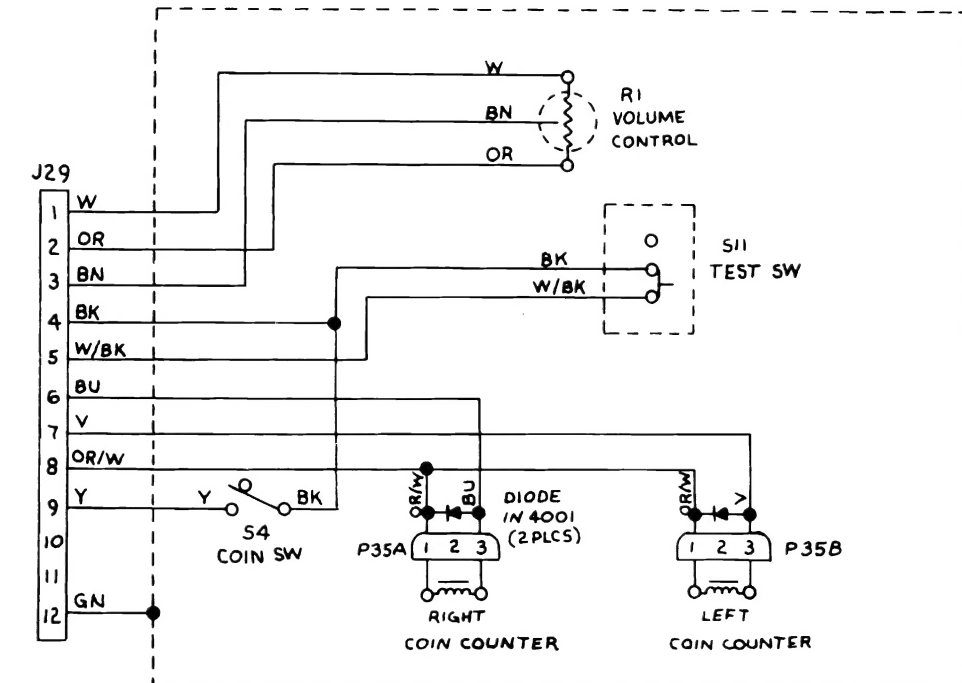 W
R1
VOLUME
CONTROL
BN
OR
J29
1 W
2 OR
3 BN
4 BK
5 W/BK
6 BU
7 V
8 OR/W
9 Y
10
11
12 GN
BK
W/BK
S11
TEST SW
Y
BK
S4
COIN SW
OR/W
BU
DIODE
IN 4001
(2PLCS)
P35A 1 2 3
RIGHT
COIN COUNTER
OR/W
V
1 2 3 P35B
LEFT
COIN COUNTER